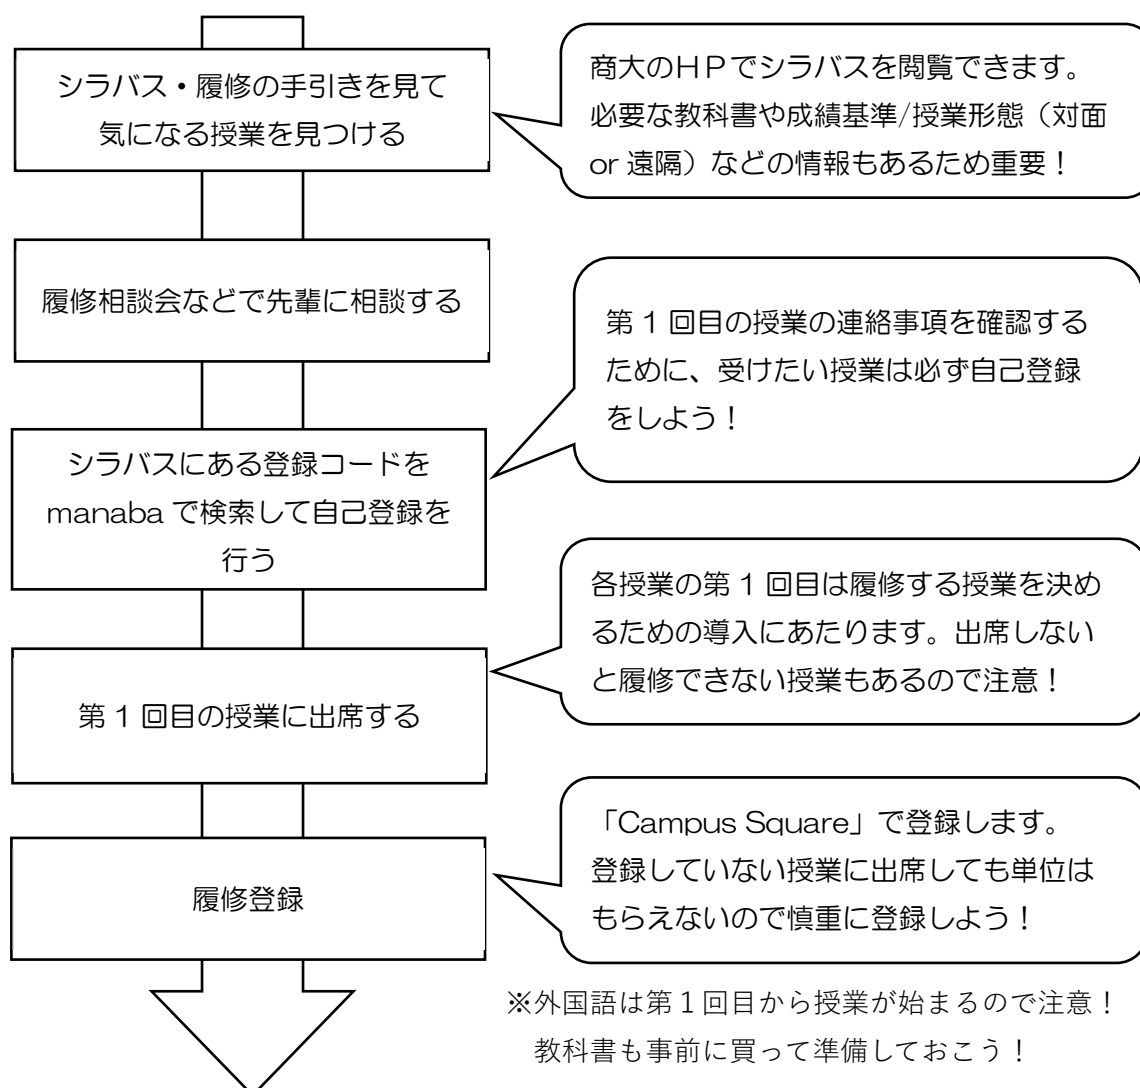 シラバス・履修の手引きを見て
気になる授業を見つける
商大のＨＰでシラバスを閲覧できます。
必要な教科書や成績基準/授業形態（対面
or 遠隔）などの情報もあるため重要！
履修相談会などで先輩に相談する
第 1 回目の授業の連絡事項を確認する
ために、受けたい授業は必ず自己登録
をしよう！
シラバスにある登録コードを
manaba で検索して自己登録を
行う
各授業の第 1 回目は履修する授業を決め
るための導入にあたります。出席しない
と履修できない授業もあるので注意！
第 1 回目の授業に出席する
「Campus Square」で登録します。
登録していない授業に出席しても単位は
もらえないので慎重に登録しよう！
履修登録
※外国語は第１回目から授業が始まるので注意！
教科書も事前に買って準備しておこう！